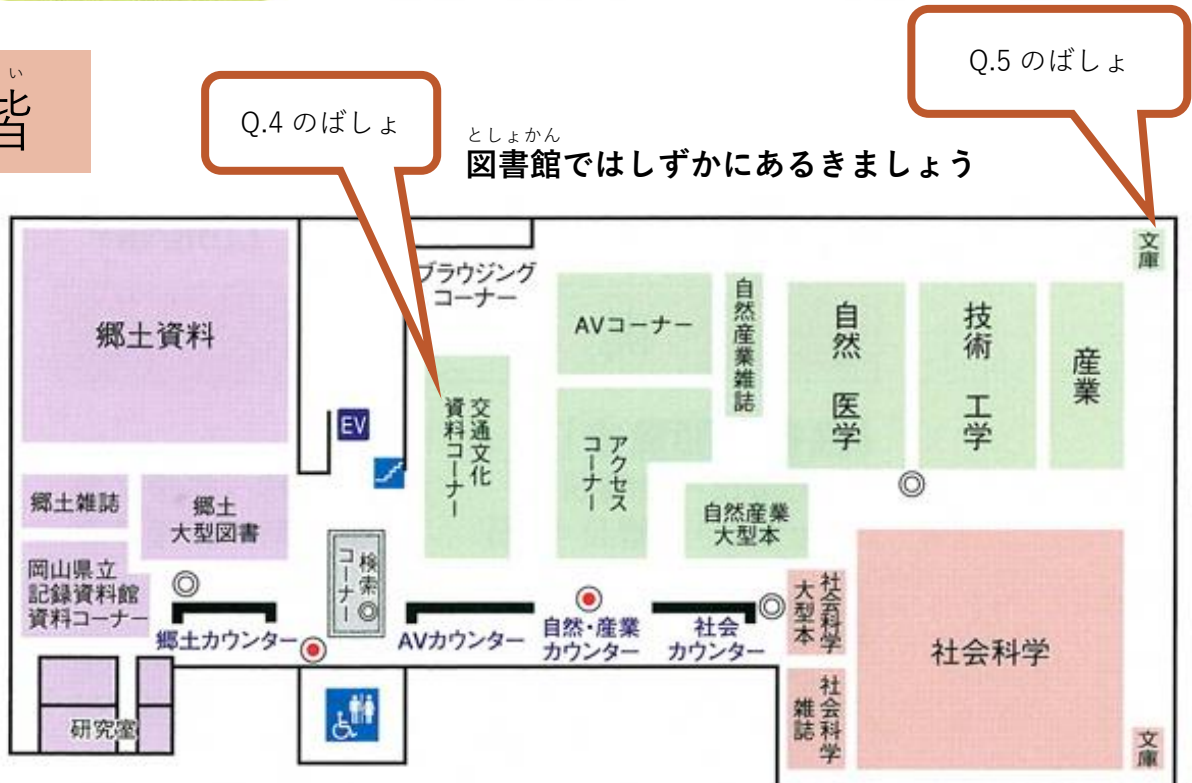 い
階
Q.4 のばしょ
Q.5 のばしょ
としょかん
図書館ではしずかにあるきましょう
郷土資料
ブラウジング
コーナー
AVコーナー
自然産業雑誌
自然 医学
技術 工学
産業
文庫
EV
交通文化
資料コーナー
アクセス
コーナー
郷土雑誌
郷土
大型図書
自然産業
大型本
岡山県立
記録資料館
資料コーナー
検索
コーナー
郷土カウンター
AVカウンター
自然・産業
カウンター
社会
カウンター
社会科学
大型本
社会科学
社会科学
雑誌
研究室
文庫